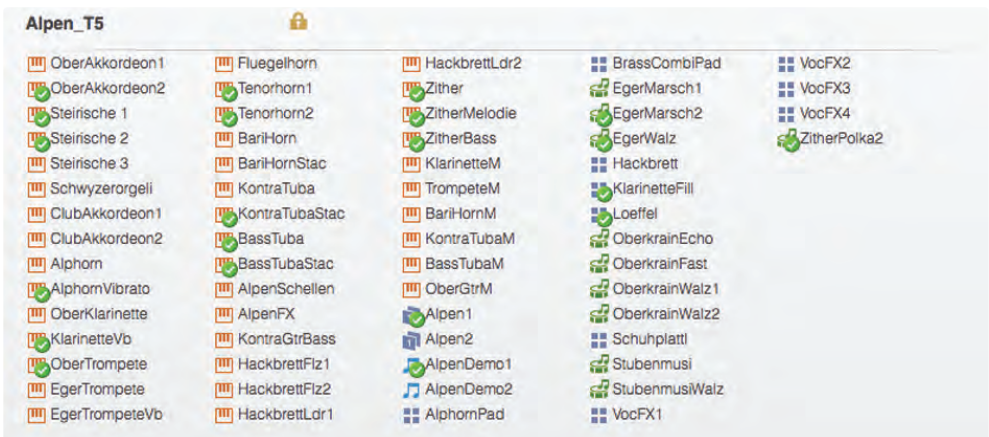 Alpen_T5
OberAkkordeon1
OberAkkordeon2
Steirische 1
Steirische 2
Steirische 3
Schwyzerorgeli
ClubAkkordeon1
ClubAkkordeon2
Alphorn
AlphornVibrato
OberKlarinette
KlarinetteVb
OberTrompete
EgerTrompete
EgerTrompeteVb
Fluegelhorn
Tenorhorn1
Tenorhorn2
BariHorn
BariHornStac
KontraTuba
KontraTubaStac
BassTuba
BassTubaStac
AlpenSchellen
AlpenFX
KontraGtrBass
HackbrettFlz1
HackbrettFlz2
HackbrettLdr1
HackbrettLdr2
Zither
ZitherMelodie
ZitherBass
KlarinetteM
TrompeteM
BariHornM
KontraTubaM
BassTubaM
OberGtrM
Alpen1
Alpen2
AlpenDemo1
AlpenDemo2
AlphornPad
BrassCombiPad
EgerMarsch1
EgerMarsch2
EgerWalz
Hackbrett
KlarinetteFill
Loeffel
OberkrainEcho
OberkrainFast
OberkrainWalz1
OberkrainWalz2
Schuhplattl
Stubenmusi
StubenmusiWalz
VocFX1
VocFX2
VocFX3
VocFX4
ZitherPolka2